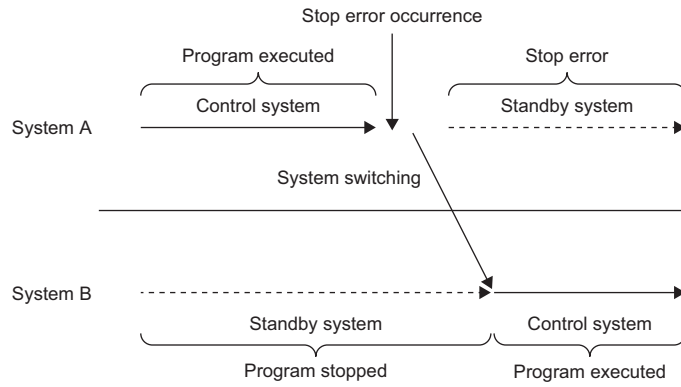 Stop error occurrence
Program executed
Stop error
Control system
Standby system
System A
System switching
System B
Standby system
Control system
Program stopped
Program executed